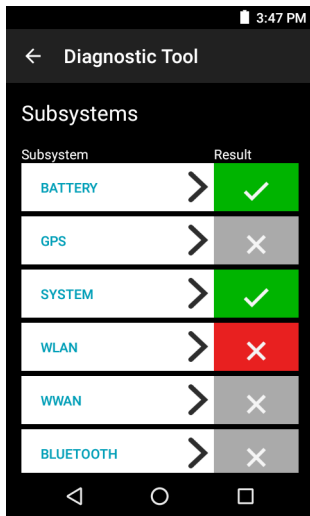 3:47 PM
Diagnostic Tool
Subsystems
Subsystem Result
BATTERY
GPS
SYSTEM
WLAN
WWAN
BLUETOOTH